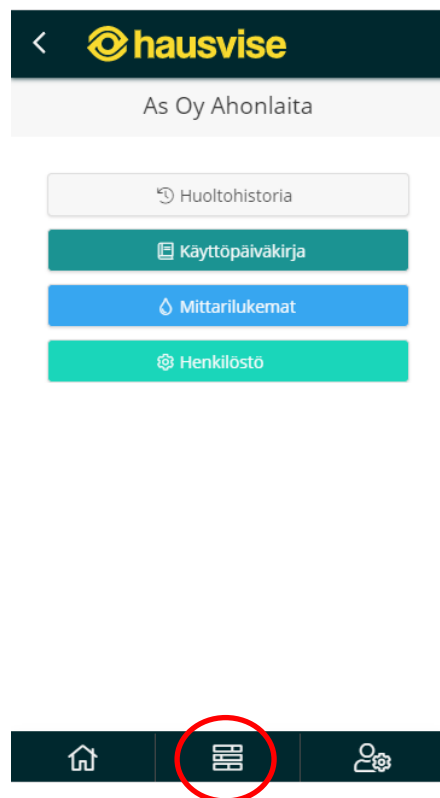 hausvise
As Oy Ahonlaita
Huoltohistoria
Käyttöpäiväkirja
Mittarilukemat
Henkilöstö